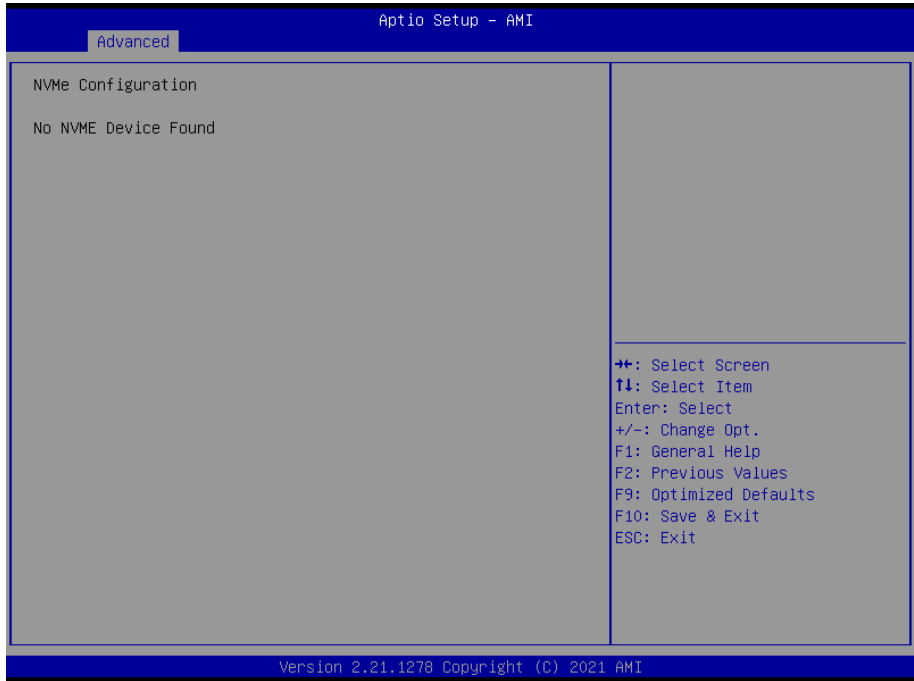 Aptio Setup – AMI
Advanced
NVMe Configuration
No NVME Device Found
→←: Select Screen
↑↓: Select Item
Enter: Select
+/-: Change Opt.
F1: General Help
F2: Previous Values
F9: Optimized Defaults
F10: Save & Exit
ESC: Exit
Version 2.21.1278 Copyright (C) 2021 AMI